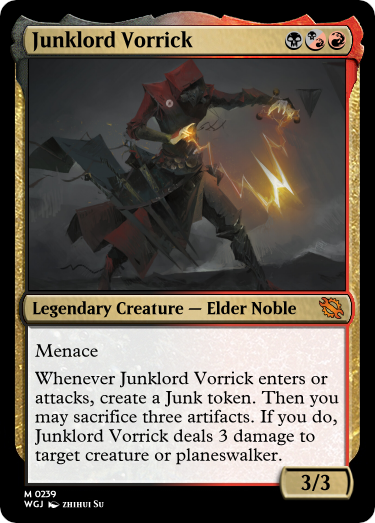 Junklord Vorrick
Legendary Creature — Elder Noble
Menace
Whenever Junklord Vorrick enters or
attacks, create a Junk token. Then you
may sacrifice three artifacts. If you do,
Junklord Vorrick deals 3 damage to
target creature or planeswalker.
3/3
M 0239
WGJ ZHIHUI SU